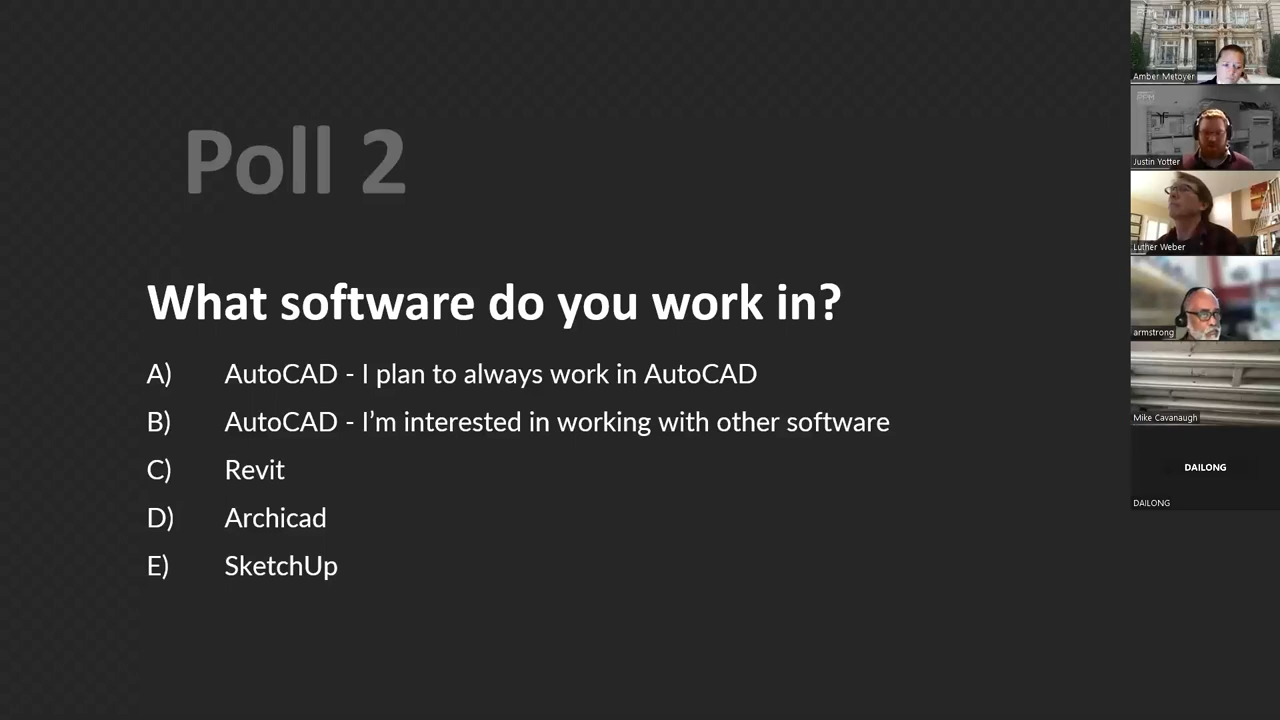 Poll 2
What software do you work in?
A) AutoCAD - I plan to always work in AutoCAD
B) AutoCAD - I’m interested in working with other software
C) Revit
D) Archicad
E) SketchUp
Amber Metoyer
Justin Yotter
Luther Weber
armstrong
Mike Cavanaugh
DAILONG
DAILONG